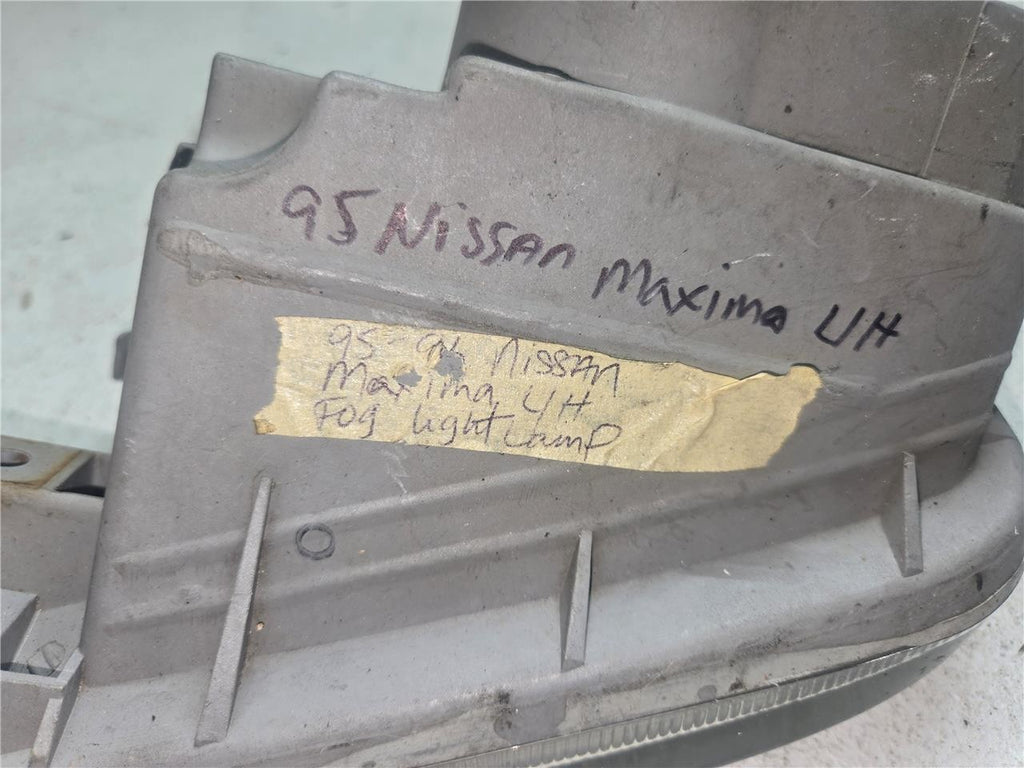 95 Nissan Maxima LH
95-96 Nissan
Maxima LH
Fog Light Lamp